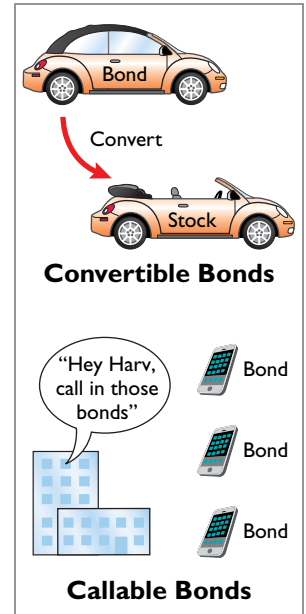 Bond
Convert
Stock
Convertible Bonds
“Hey Harv,
call in those
bonds”
Bond
Bond
Bond
Callable Bonds